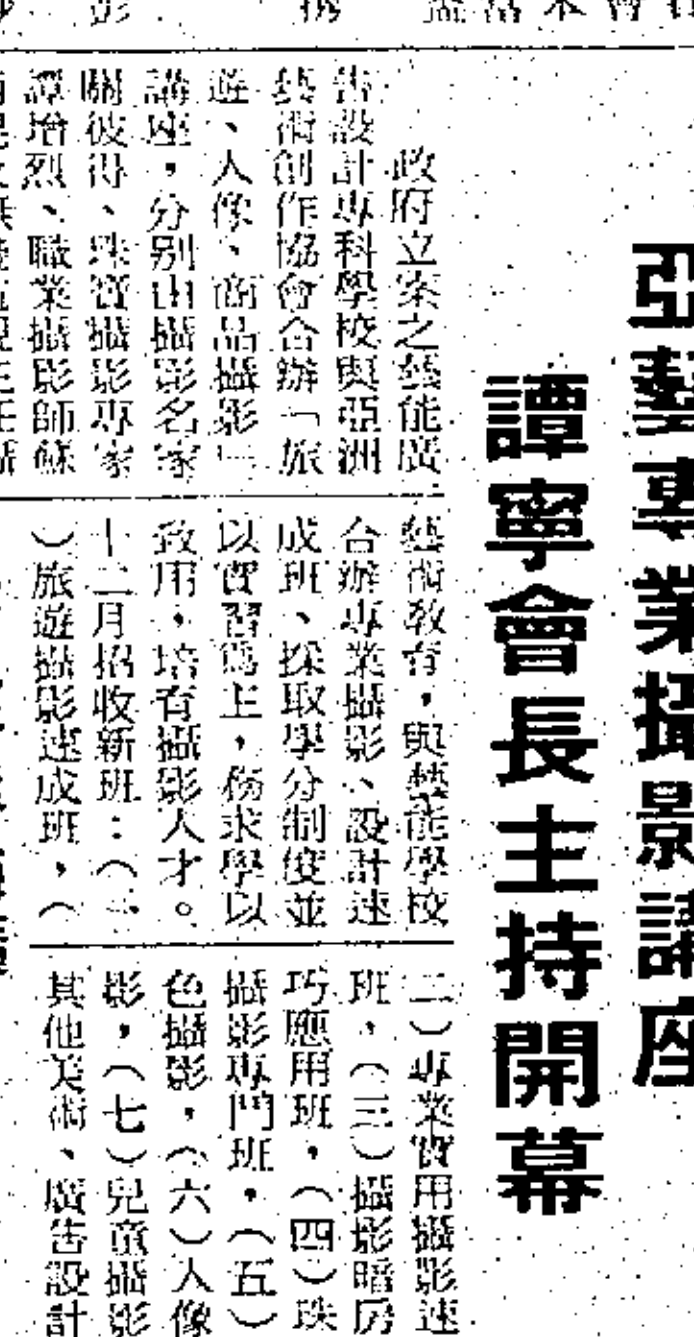 亞藝專業攝影講座
譚寧會長主持開幕
政府立案之藝能廣
告設計專科學校與亞洲
藝術創作協會合辦「旅
遊、人像、商品攝影」
講座，分別由攝影名家
關彼得、珠寶攝影專家
譚增烈、職業攝影師蘇
藝術教育，與藝能學校
合辦專業攝影、設計速
成班、採取學分制度並
以實習為主，務求學以
致用，培育攝影人才。
十二月招收新班：（一
）旅遊攝影速成班，（
二）專業實用攝影速
班，（三）攝影暗房
巧應用班，（四）珠
攝影專門班，（五）
色攝影，（六）人像
影，（七）兒童攝影
其他美術、廣告設計